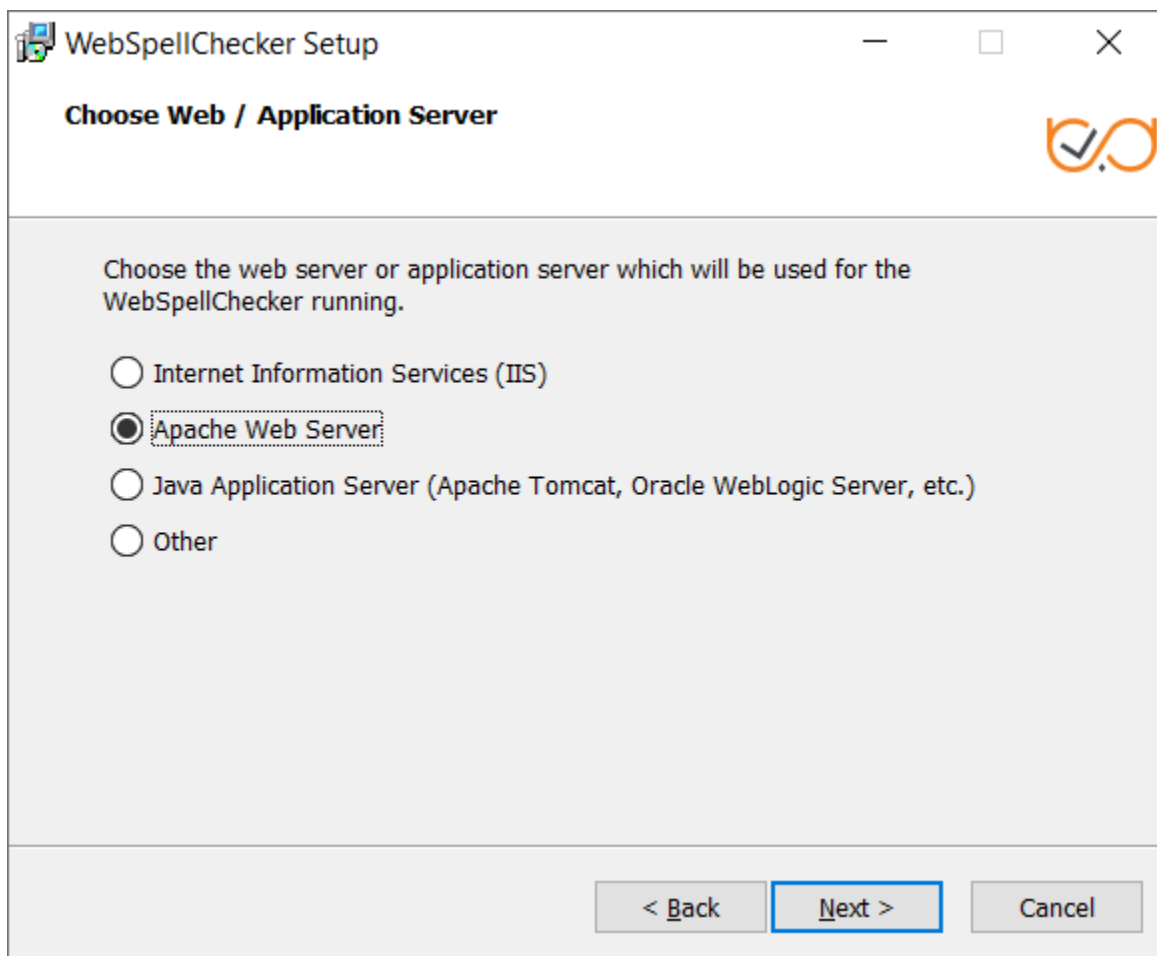 WebSpellChecker Setup
Choose Web / Application Server
Choose the web server or application server which will be used for the
WebSpellChecker running.
Internet Information Services (IIS)
Apache Web Server
Java Application Server (Apache Tomcat, Oracle WebLogic Server, etc.)
Other
< Back Next > Cancel